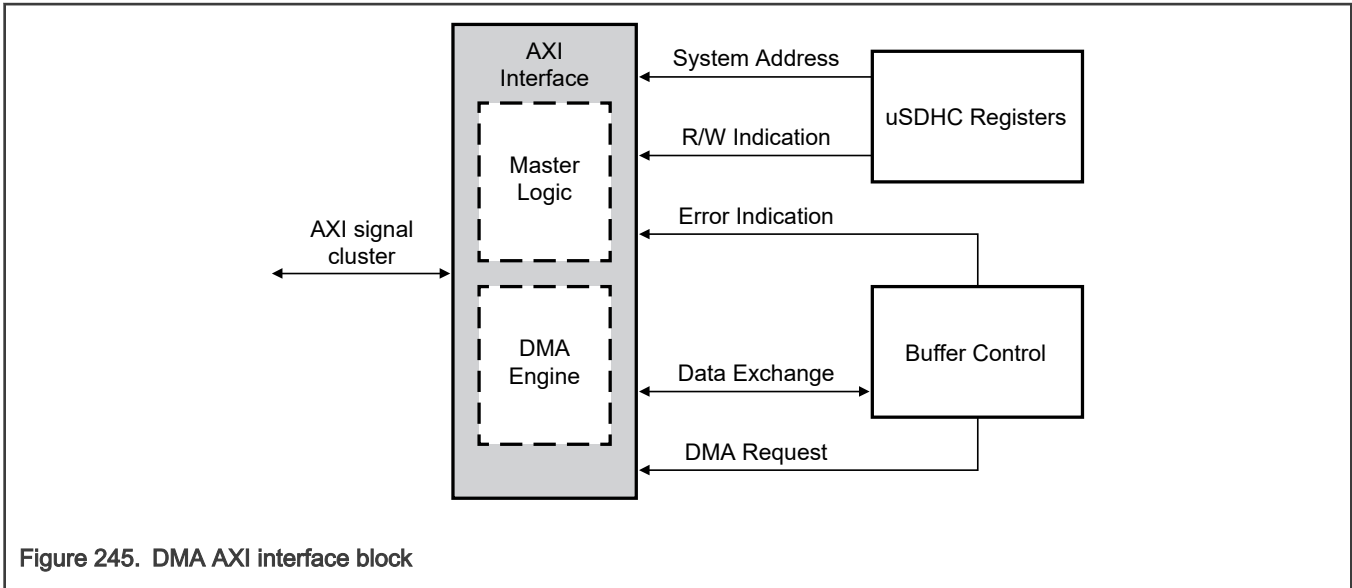 AXI
Interface
System Address
uSDHC Registers
R/W Indication
Master
Logic
Error Indication
AXI signal
cluster
DMA
Engine
Buffer Control
Data Exchange
DMA Request
Figure 245. DMA AXI interface block